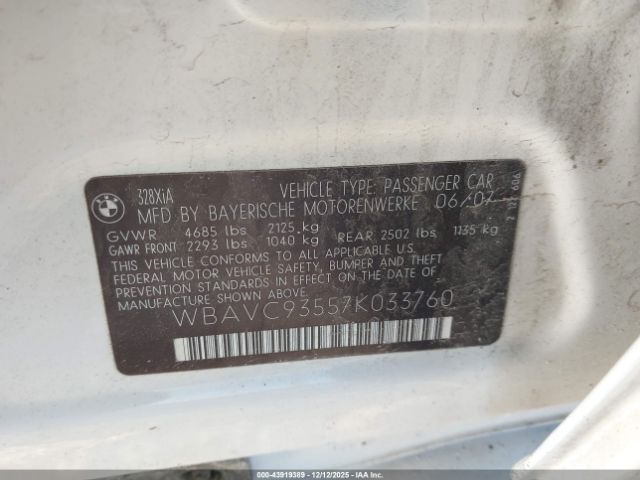 BMW
328XiA
VEHICLE TYPE: PASSENGER CAR
MFD BY BAYERISCHE MOTORENWERKE 06/07
GVWR 4685 lbs 2125 kg
GAWR FRONT 2293 lbs 1040 kg REAR 2502 lbs 1135 kg
THIS VEHICLE CONFORMS TO ALL APPLICABLE
FEDERAL MOTOR VEHICLE SAFETY, BUMPER AND THEFT
PREVENTION STANDARDS IN EFFECT ON THE DATE OF
MANUFACTURE SHOWN ABOVE.
WBAVC93557K033760
000-43919389 - 12/12/2025 - COPYRIGHT IAA, LLC